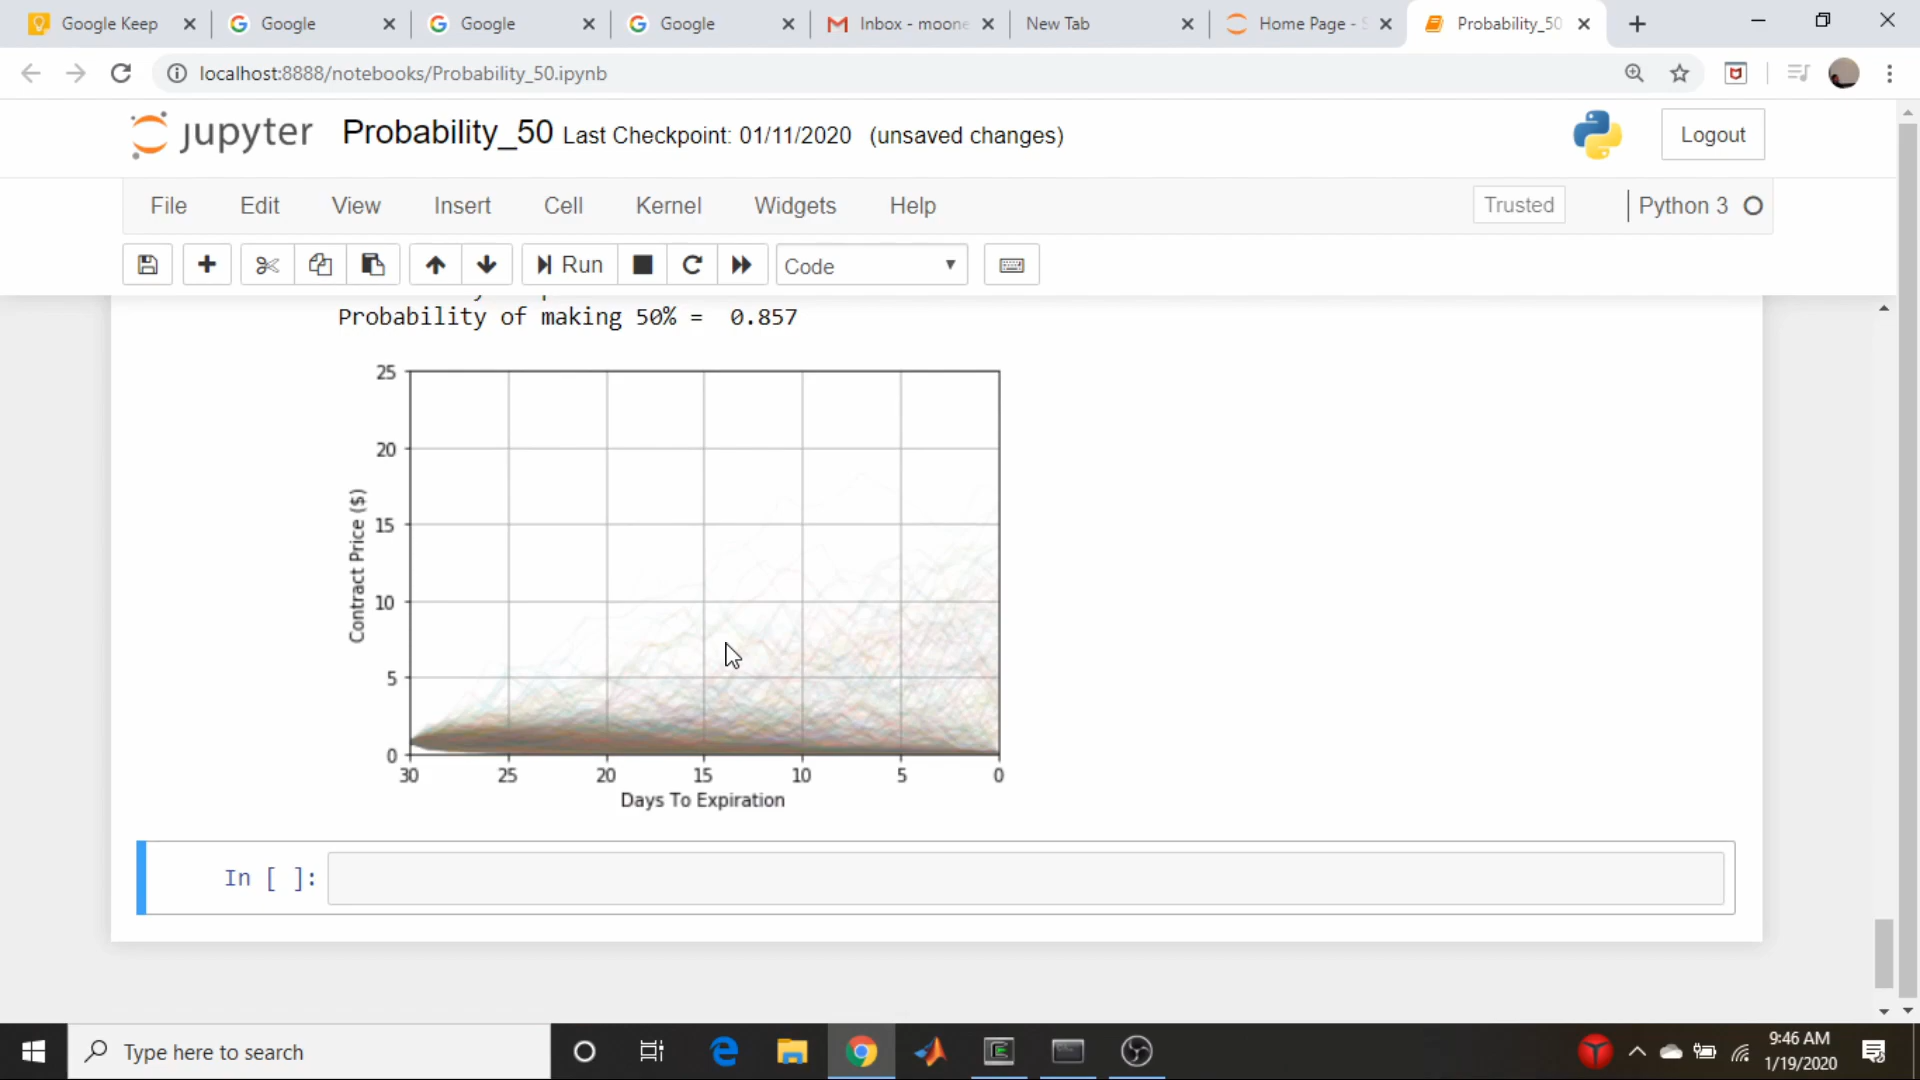 Google Keep
Google
Google
Google
Inbox - moone
New Tab
Home Page -
Probability_50
localhost:8888/notebooks/Probability_50.ipynb
jupyter
Probability_50 Last Checkpoint: 01/11/2020 (unsaved changes)
Logout
File Edit View Insert Cell Kernel Widgets Help
Trusted
Python 3
Run
Code
Probability of making 50% = 0.857
25
20
15
10
5
0
Contract Price ($)
30 25 20 15 10 5 0
Days To Expiration
In [ ]:
Type here to search
9:46 AM
1/19/2020